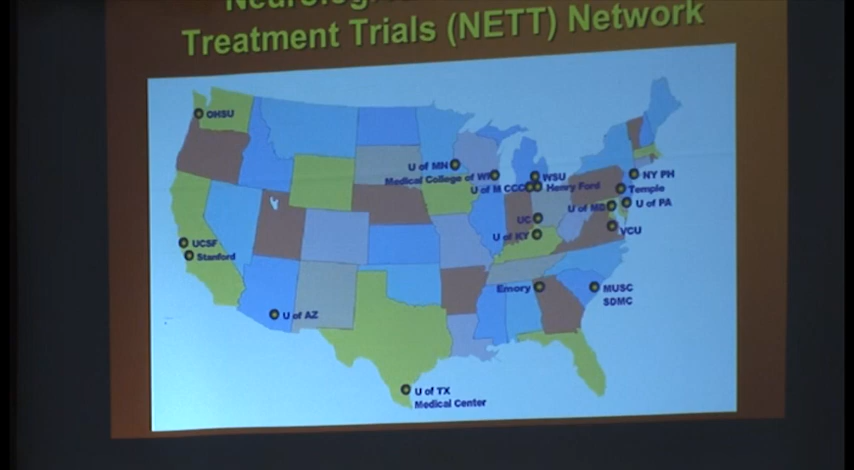 Treatment Trials (NETT) Network
OHSU
U of MN
Medical College of WI
WSU
NY PH
U of M CCC
Henry Ford
Temple
U of MD
U of PA
UC
VCU
U of KY
UCSF
Stanford
Emory
MUSC
SDMC
U of AZ
U of TX
Medical Center